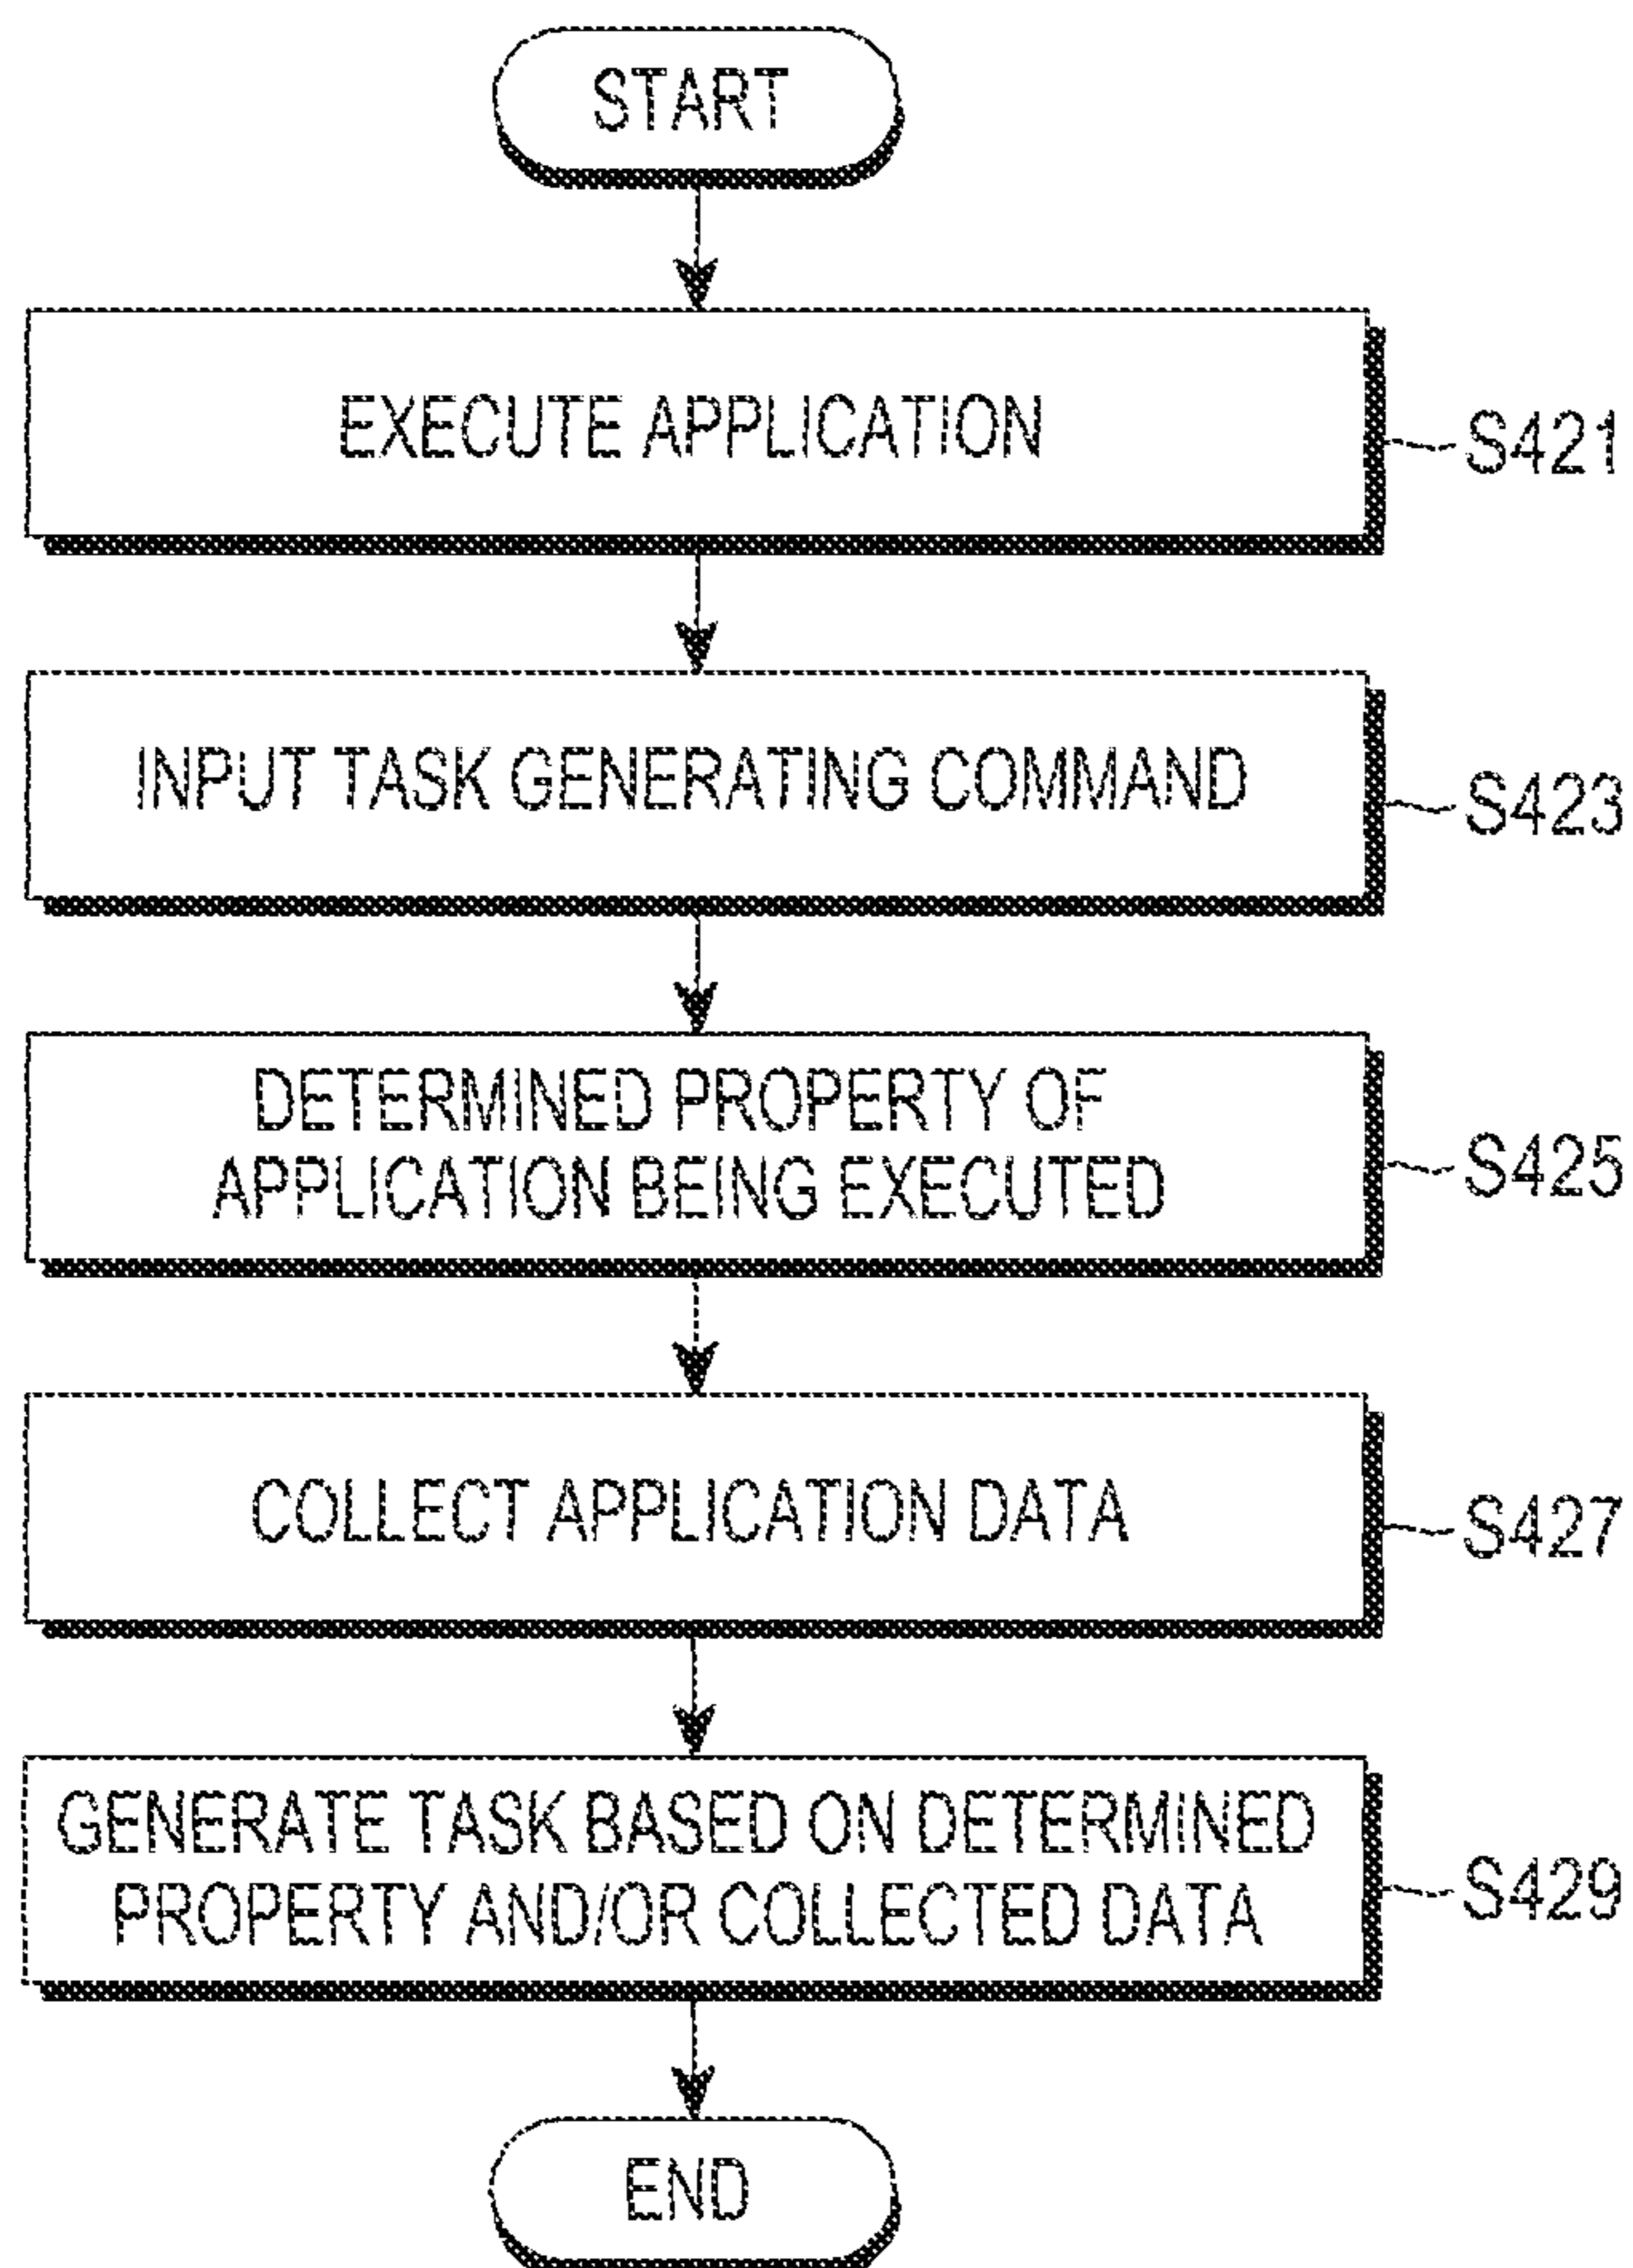 START
EXECUTE APPLICATION
S421
INPUT TASK GENERATING COMMAND
S423
DETERMINED PROPERTY OF
APPLICATION BEING EXECUTED
S425
COLLECT APPLICATION DATA
S427
GENERATE TASK BASED ON DETERMINED
PROPERTY AND/OR COLLECTED DATA
S429
END